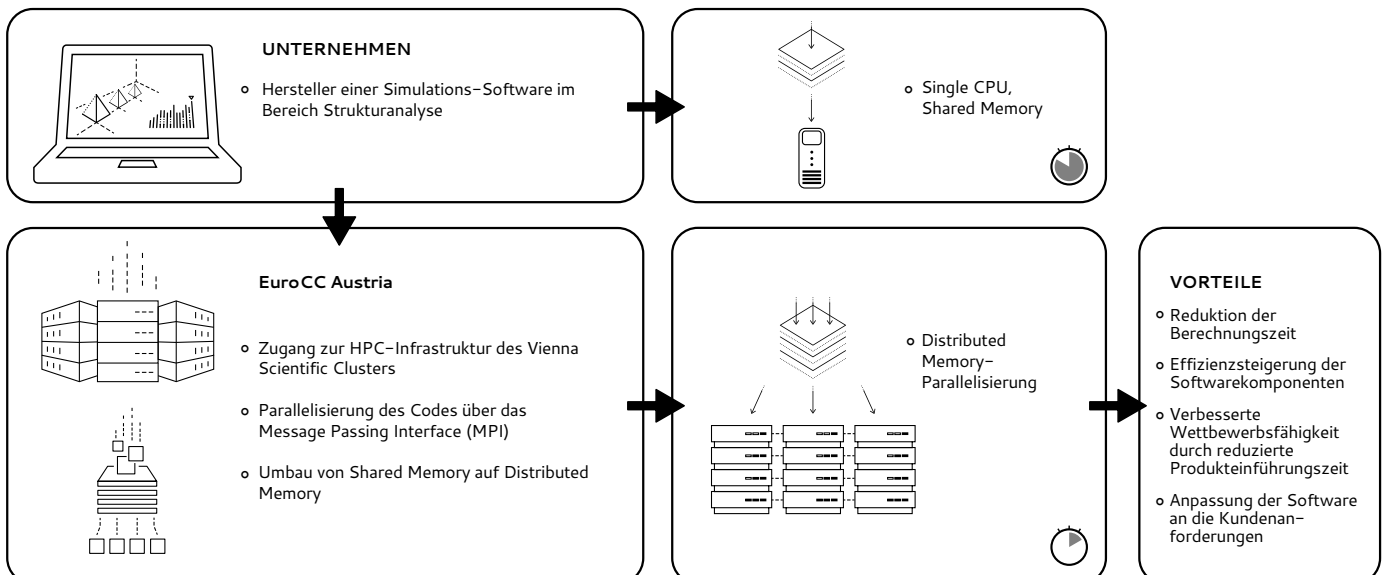 UNTERNEHMEN
Hersteller einer Simulations-Software im
Bereich Strukturanalyse
Single CPU,
Shared Memory
EuroCC Austria
Zugang zur HPC-Infrastruktur des Vienna
Scientific Clusters
Parallelisierung des Codes über das
Message Passing Interface (MPI)
Umbau von Shared Memory auf Distributed
Memory
Distributed
Memory-
Parallelisierung
VORTEILE
Reduktion der
Berechnungszeit
Effizienzsteigerung der
Softwarekomponenten
Verbesserte
Wettbewerbsfähigkeit
durch reduzierte
Produkteinführungszeit
Anpassung der Software
an die Kundenan-
forderungen